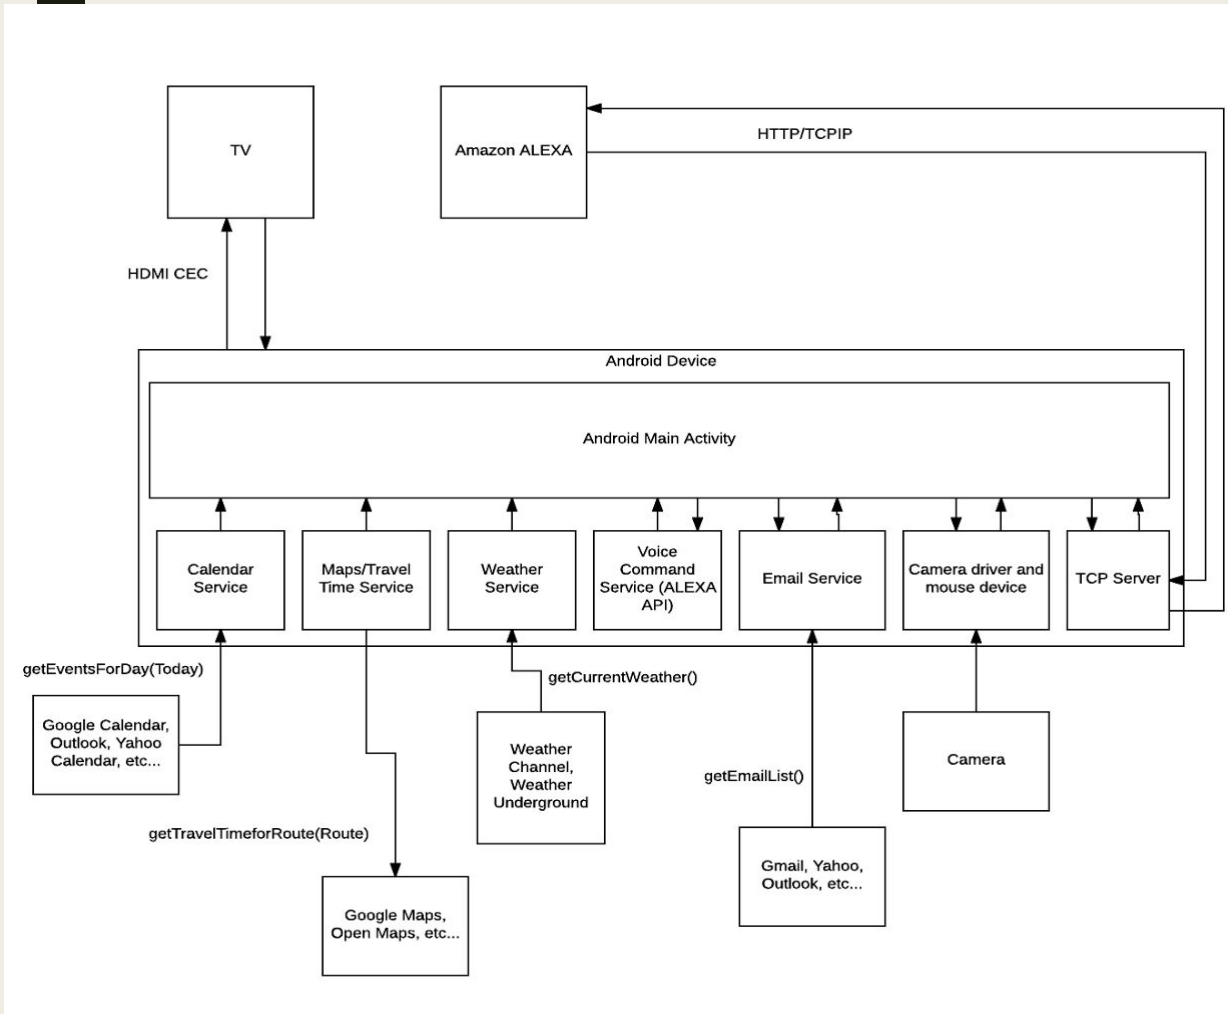 TV
Amazon ALEXA
HTTP/TCPIP
HDMI CEC
Android Device
Android Main Activity
Calendar
Service
Maps/Travel
Time Service
Weather
Service
Voice
Command
Service (ALEXA
API)
Email Service
Camera driver and
mouse device
TCP Server
getEventsForDay(Today)
getCurrentWeather()
Google Calendar,
Outlook, Yahoo
Calendar, etc...
Weather
Channel,
Weather
Underground
Camera
getEmailList()
getTravelTimeforRoute(Route)
Gmail, Yahoo,
Outlook, etc...
Google Maps,
Open Maps, etc...